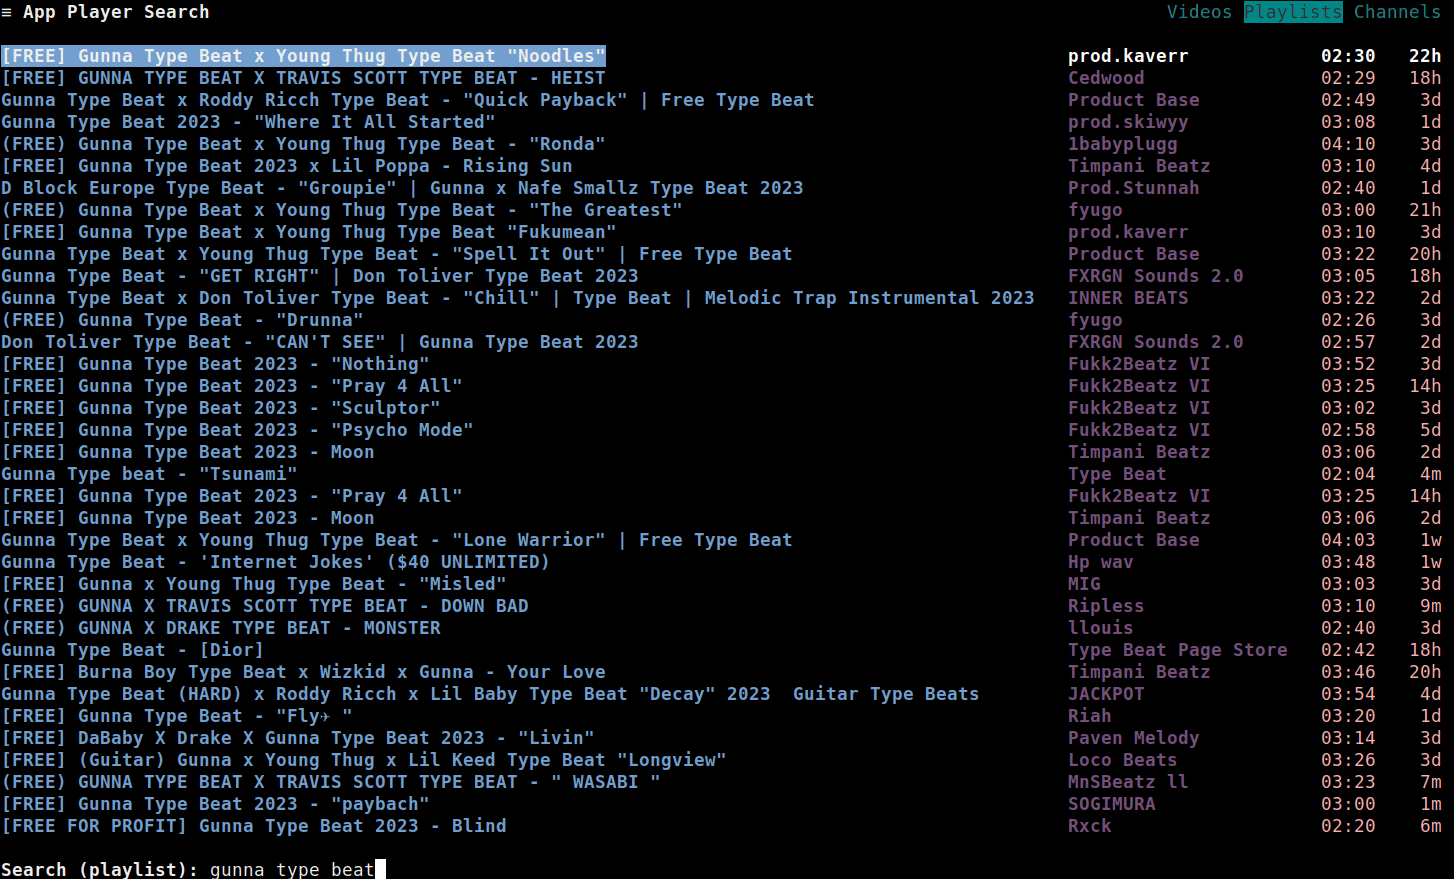 ≡ App Player Search Videos Playlists Channels
[FREE] Gunna Type Beat x Young Thug Type Beat "Noodles" prod.kaverr 02:30 22h
[FREE] GUNNA TYPE BEAT X TRAVIS SCOTT TYPE BEAT - HEIST Cedwood 02:29 18h
Gunna Type Beat x Roddy Ricch Type Beat - "Quick Payback" | Free Type Beat Product Base 02:49 3d
Gunna Type Beat 2023 - "Where It All Started" prod.skiwyy 03:08 1d
(FREE) Gunna Type Beat x Young Thug Type Beat - "Ronda" 1babyplugg 04:10 3d
[FREE] Gunna Type Beat 2023 x Lil Poppa - Rising Sun Timpani Beatz 03:10 4d
D Block Europe Type Beat - "Groupie" | Gunna x Nafe Smallz Type Beat 2023 Prod.Stunnah 02:40 1d
(FREE) Gunna Type Beat x Young Thug Type Beat - "The Greatest" fyugo 03:00 21h
[FREE] Gunna Type Beat x Young Thug Type Beat "Fukumean" prod.kaverr 03:10 3d
Gunna Type Beat x Young Thug Type Beat - "Spell It Out" | Free Type Beat Product Base 03:22 20h
Gunna Type Beat - "GET RIGHT" | Don Toliver Type Beat 2023 FXRGN Sounds 2.0 03:05 18h
Gunna Type Beat x Don Toliver Type Beat - "Chill" | Type Beat | Melodic Trap Instrumental 2023 INNER BEATS 03:22 2d
(FREE) Gunna Type Beat - "Drunna" fyugo 02:26 3d
Don Toliver Type Beat - "CAN'T SEE" | Gunna Type Beat 2023 FXRGN Sounds 2.0 02:57 2d
[FREE] Gunna Type Beat 2023 - "Nothing" Fukk2Beatz VI 03:52 3d
[FREE] Gunna Type Beat 2023 - "Pray 4 All" Fukk2Beatz VI 03:25 14h
[FREE] Gunna Type Beat 2023 - "Sculptor" Fukk2Beatz VI 03:02 3d
[FREE] Gunna Type Beat 2023 - "Psycho Mode" Fukk2Beatz VI 02:58 5d
[FREE] Gunna Type Beat 2023 - Moon Timpani Beatz 03:06 2d
Gunna Type beat - "Tsunami" Type Beat 02:04 4m
[FREE] Gunna Type Beat 2023 - "Pray 4 All" Fukk2Beatz VI 03:25 14h
[FREE] Gunna Type Beat 2023 - Moon Timpani Beatz 03:06 2d
Gunna Type Beat x Young Thug Type Beat - "Lone Warrior" | Free Type Beat Product Base 04:03 1w
Gunna Type Beat - 'Internet Jokes' ($40 UNLIMITED) Hp wav 03:48 1w
[FREE] Gunna x Young Thug Type Beat - "Misled" MIG 03:03 3d
(FREE) GUNNA X TRAVIS SCOTT TYPE BEAT - DOWN BAD Ripless 03:10 9m
(FREE) GUNNA X DRAKE TYPE BEAT - MONSTER llouis 02:40 3d
Gunna Type Beat - [Dior] Type Beat Page Store 02:42 18h
[FREE] Burna Boy Type Beat x Wizkid x Gunna - Your Love Timpani Beatz 03:46 20h
Gunna Type Beat (HARD) x Roddy Ricch x Lil Baby Type Beat "Decay" 2023 Guitar Type Beats JACKPOT 03:54 4d
[FREE] Gunna Type Beat - "Fly✈ " Riah 03:20 1d
[FREE] DaBaby X Drake X Gunna Type Beat 2023 - "Livin" Paven Melody 03:14 3d
[FREE] (Guitar) Gunna x Young Thug x Lil Keed Type Beat "Longview" Loco Beats 03:26 3d
(FREE) GUNNA TYPE BEAT X TRAVIS SCOTT TYPE BEAT - " WASABI " MnSBeatz ll 03:23 7m
[FREE] Gunna Type Beat 2023 - "paybach" SOGIMURA 03:00 1m
[FREE FOR PROFIT] Gunna Type Beat 2023 - Blind Rxck 02:20 6m
Search (playlist): gunna type beat